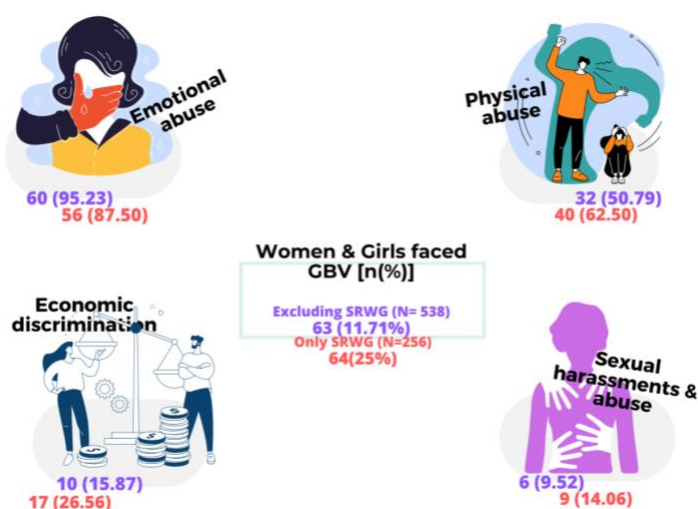 Emotional
abuse
60 (95.23)
56 (87.50)
Physical
abuse
32 (50.79)
40 (62.50)
Women & Girls faced
GBV [n(%)]
Excluding SRWG (N= 538)
63 (11.71%)
Only SRWG (N=256)
64(25%)
Economic
discrimination
10 (15.87)
17 (26.56)
Sexual
harassments &
abuse
6 (9.52)
9 (14.06)